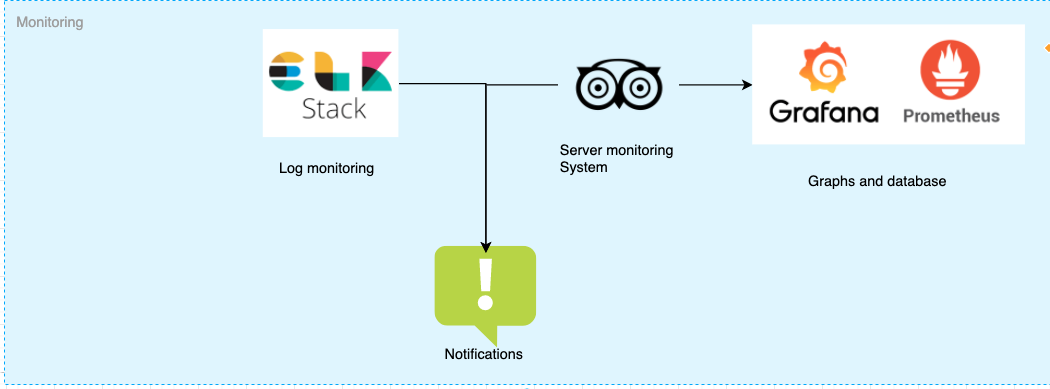 Monitoring
ELK
Stack
Grafana
Prometheus
Server monitoring
System
Log monitoring
Graphs and database
!
Notifications